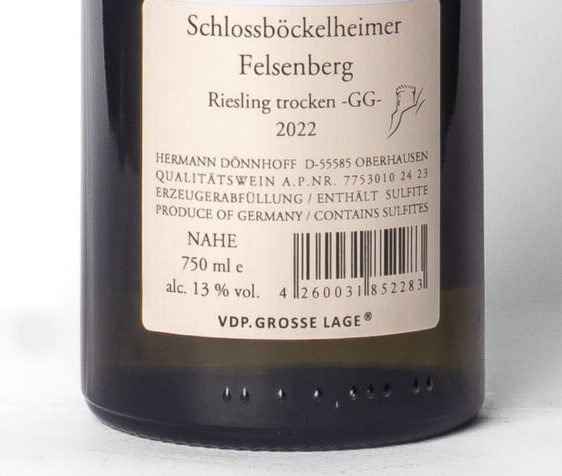 Schlossböckelheimer
Felsenberg
Riesling trocken -GG-
2022
HERMANN DÖNNHOFF D-55585 OBERHAUSEN
QUALITÄTSWEIN A.P.NR. 7753010 24 23
ERZEUGERABFÜLLUNG / ENTHÄLT SULFITE
PRODUCE OF GERMANY / CONTAINS SULFITES
NAHE
750 ml e
alc. 13 % vol.
4 260031 852283
VDP.GROSSE LAGE®